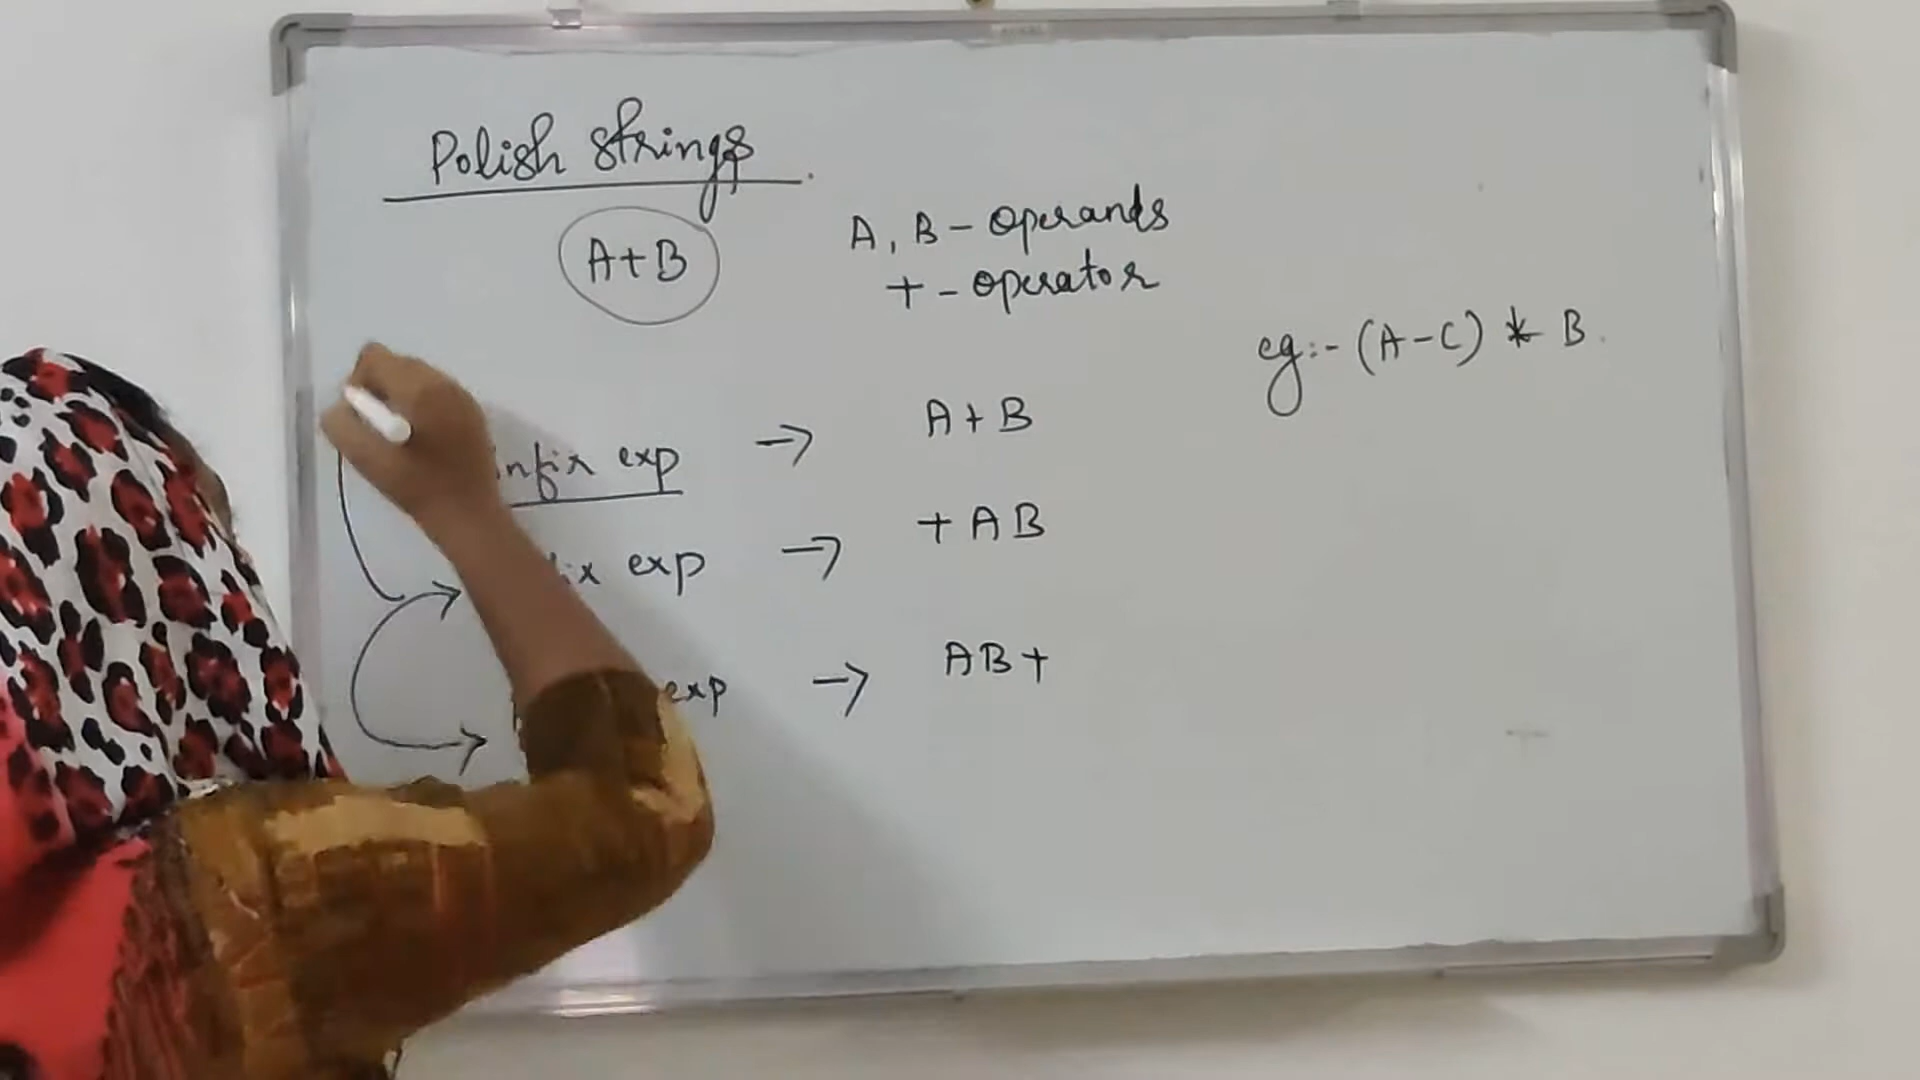 Polish strings
A+B
A, B - operands
+ - operator
eg:- (A-C) * B.
infix exp → A+B
exp → +AB
exp → AB+